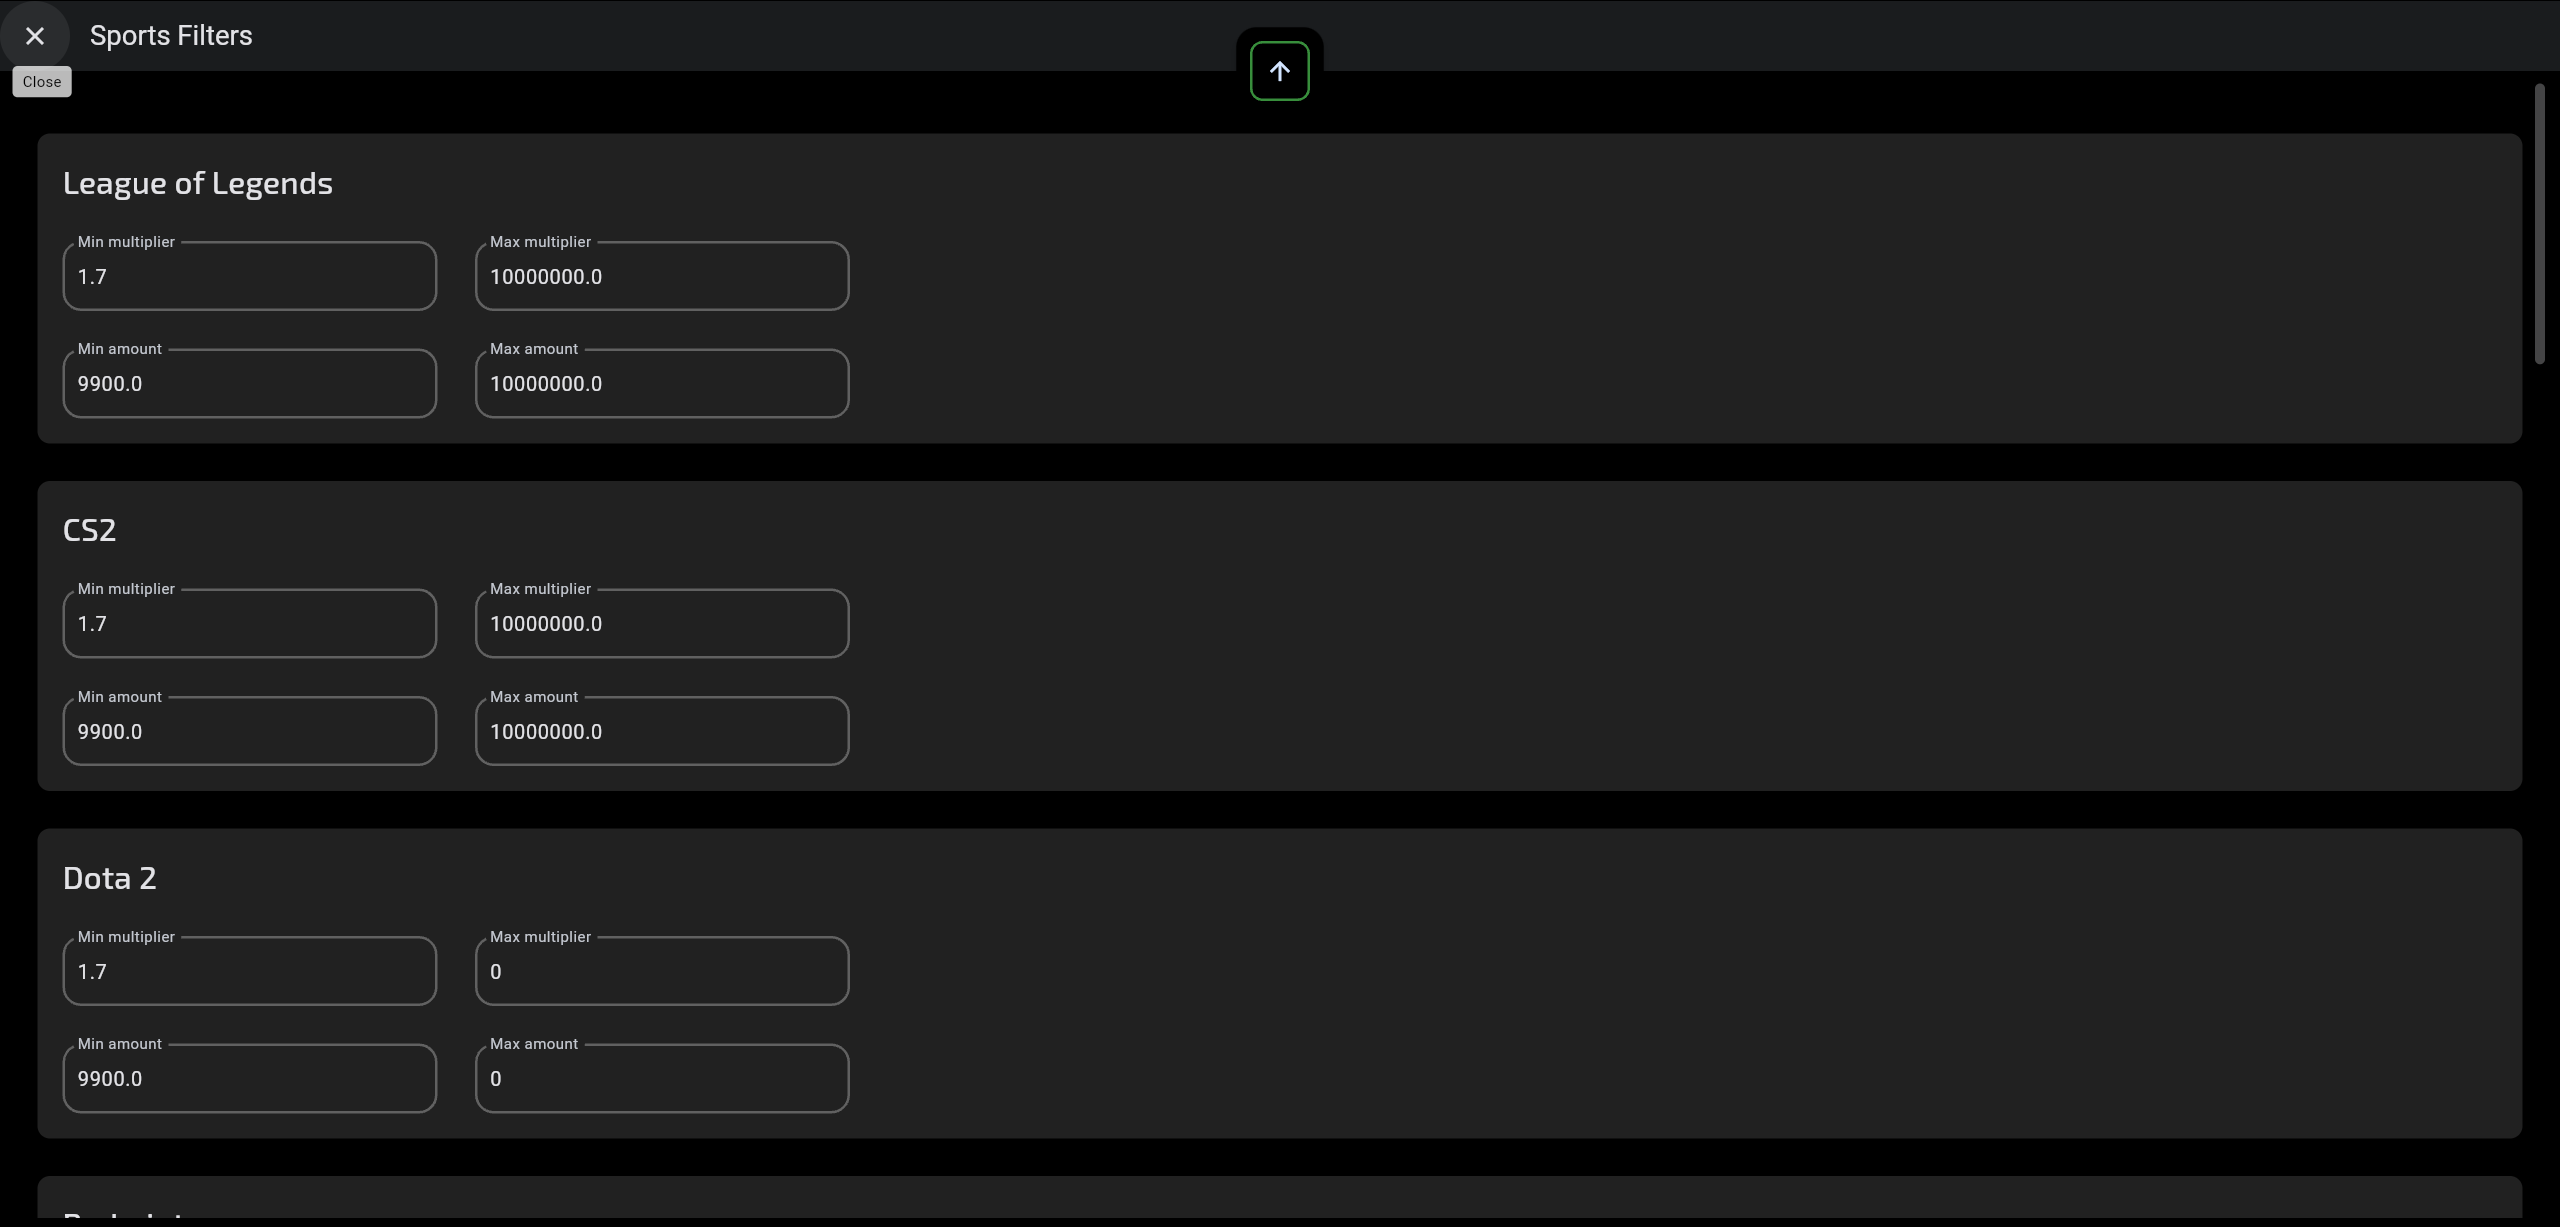 Sports Filters
Close
League of Legends
Min multiplier
1.7
Max multiplier
10000000.0
Min amount
9900.0
Max amount
10000000.0
CS2
Min multiplier
1.7
Max multiplier
10000000.0
Min amount
9900.0
Max amount
10000000.0
Dota 2
Min multiplier
1.7
Max multiplier
0
Min amount
9900.0
Max amount
0